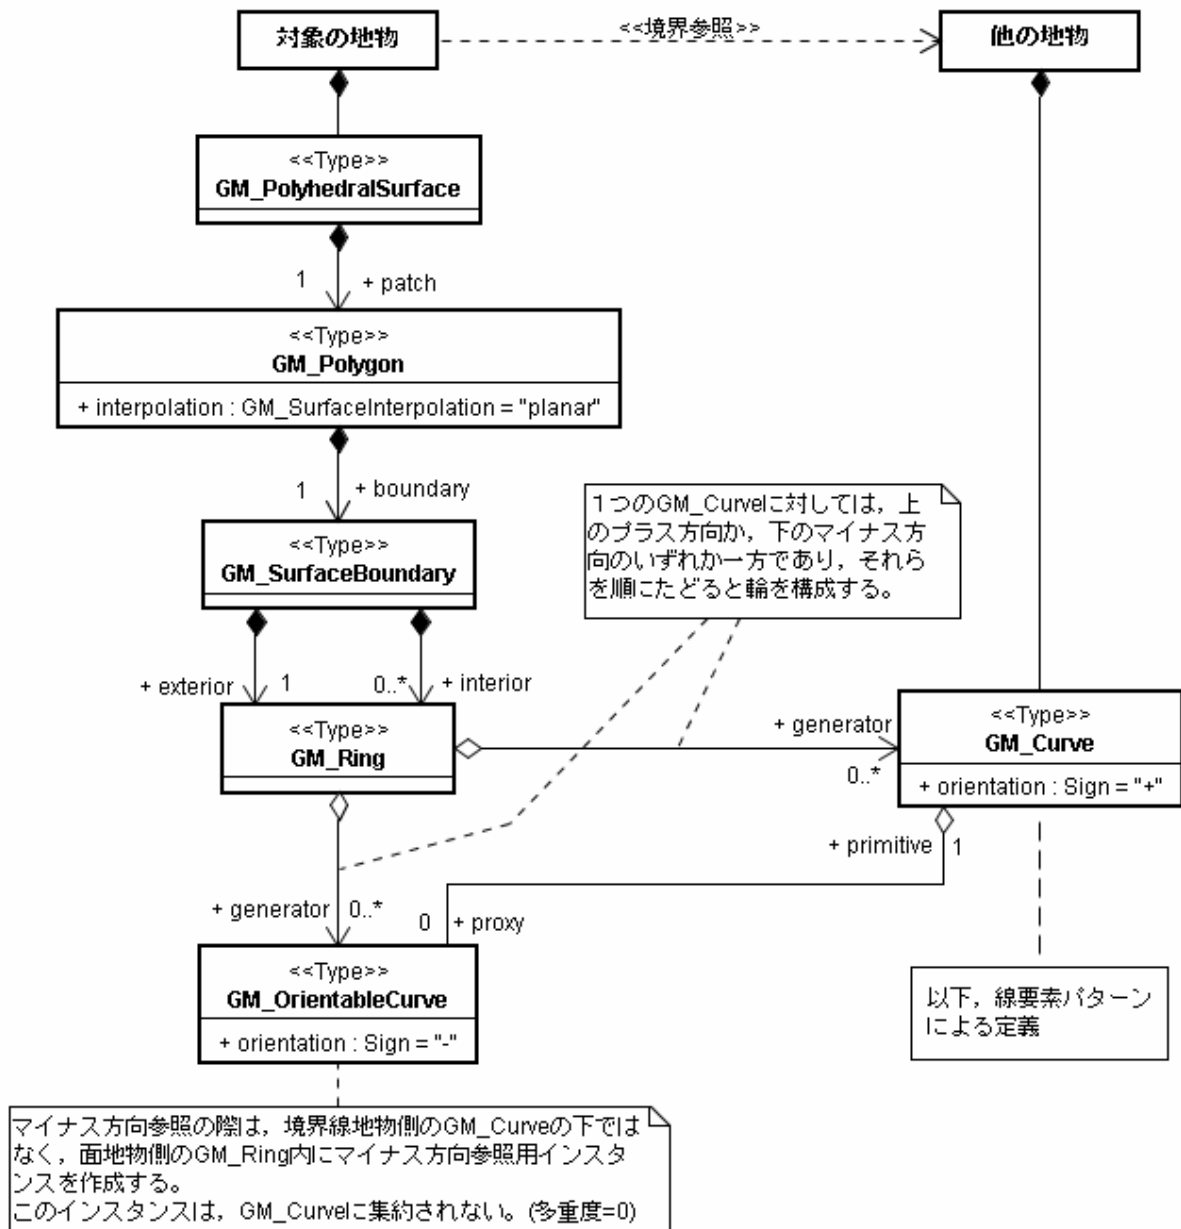 対象の地物
<<境界参照>>
他の地物
<<Type>>
GM_PolyhedralSurface
1
+ patch
<<Type>>
GM_Polygon
+ interpolation : GM_SurfaceInterpolation = "planar"
1
+ boundary
<<Type>>
GM_SurfaceBoundary
１つのGM_Curveに対しては，上
のプラス方向か，下のマイナス方
向のいずれか一方であり，それら
を順にたどると輪を構成する。
+ exterior
1
0..*
+ interior
<<Type>>
GM_Ring
+ generator
0..*
<<Type>>
GM_Curve
+ orientation : Sign = "+"
+ primitive
1
+ generator
0..*
0
+ proxy
<<Type>>
GM_OrientableCurve
+ orientation : Sign = "-"
以下，線要素パターン
による定義
マイナス方向参照の際は，境界線地物側のGM_Curveの下では
なく，面地物側のGM_Ring内にマイナス方向参照用インスタ
ンスを作成する。
このインスタンスは，GM_Curveに集約されない。(多重度=0)